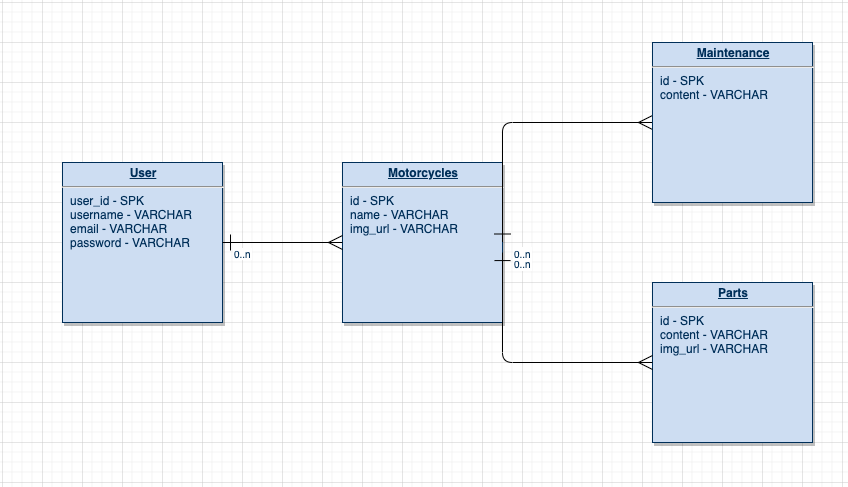 User
user_id - SPK
username - VARCHAR
email - VARCHAR
password - VARCHAR
0..n
Motorcycles
id - SPK
name - VARCHAR
img_url - VARCHAR
0..n
0..n
Maintenance
id - SPK
content - VARCHAR
Parts
id - SPK
content - VARCHAR
img_url - VARCHAR